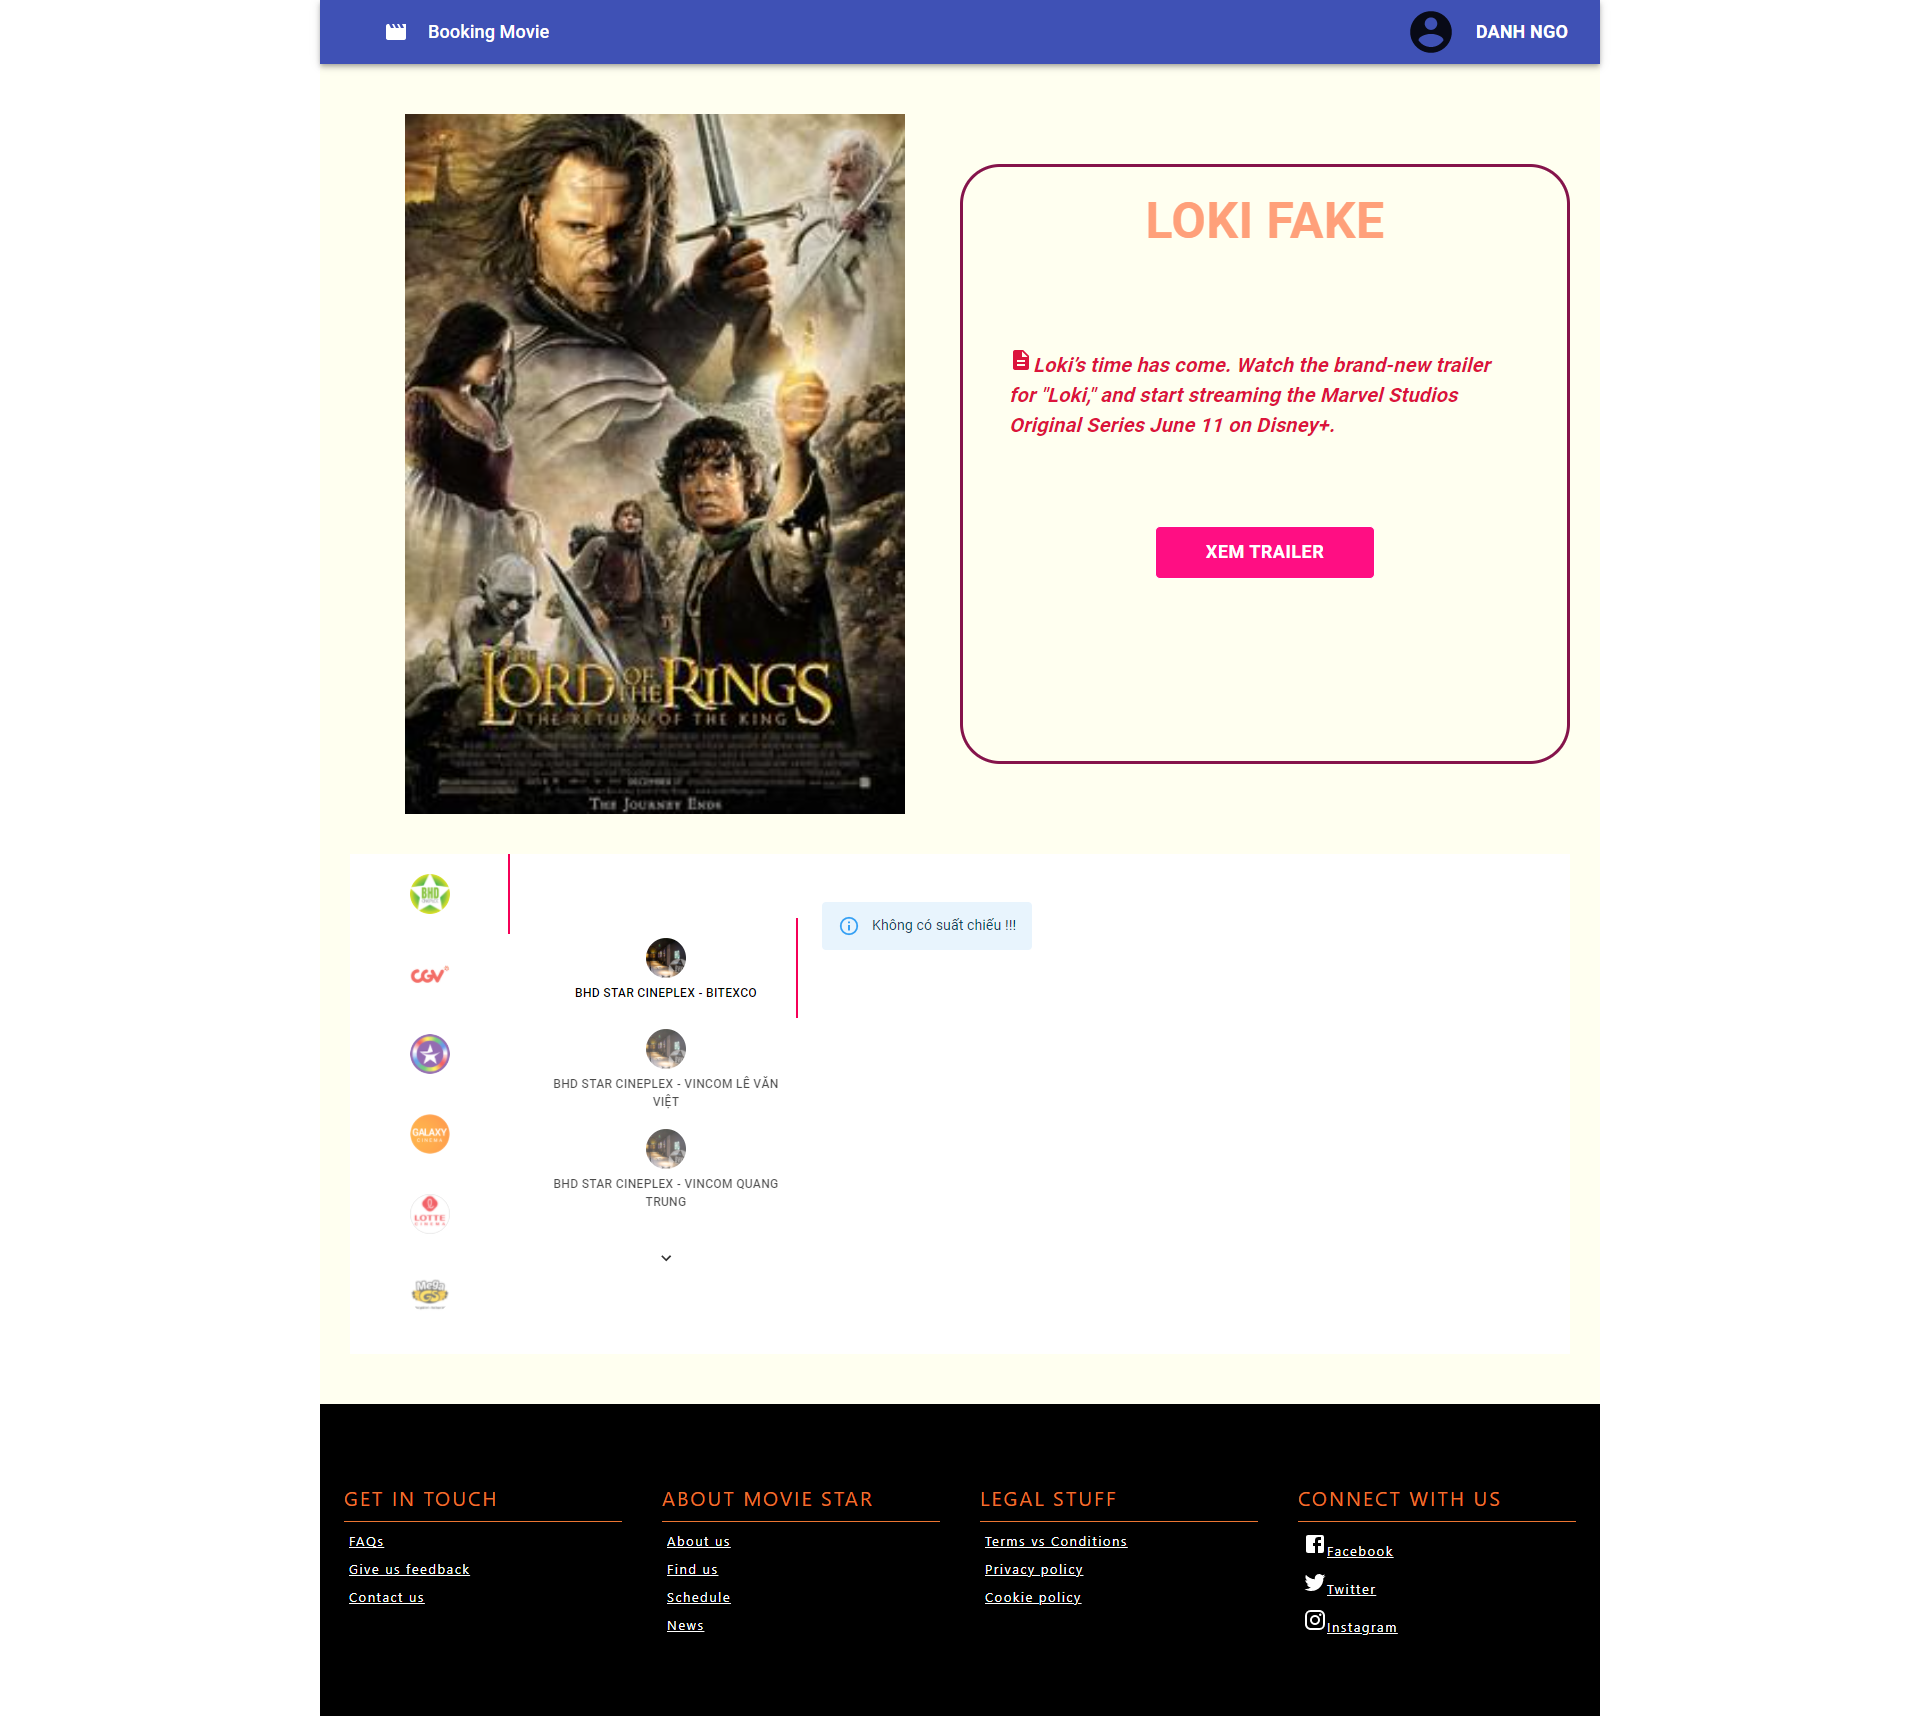 Booking Movie
DANH NGO
LOKI FAKE
Loki's time has come. Watch the brand-new trailer
for "Loki," and start streaming the Marvel Studios
Original Series June 11 on Disney+.
XEM TRAILER
THE
LORD OF THE RINGS
THE RETURN OF THE KING
THE JOURNEY ENDS
BHD
CGV
GALAXY
CINEMA
LOTTE
CINEMA
Mega
GS
BHD STAR CINEPLEX - BITEXCO
BHD STAR CINEPLEX - VINCOM LÊ VĂN
VIỆT
BHD STAR CINEPLEX - VINCOM QUANG
TRUNG
Không có suất chiếu !!!
GET IN TOUCH
FAQs
Give us feedback
Contact us
ABOUT MOVIE STAR
About us
Find us
Schedule
News
LEGAL STUFF
Terms vs Conditions
Privacy policy
Cookie policy
CONNECT WITH US
Facebook
Twitter
Instagram